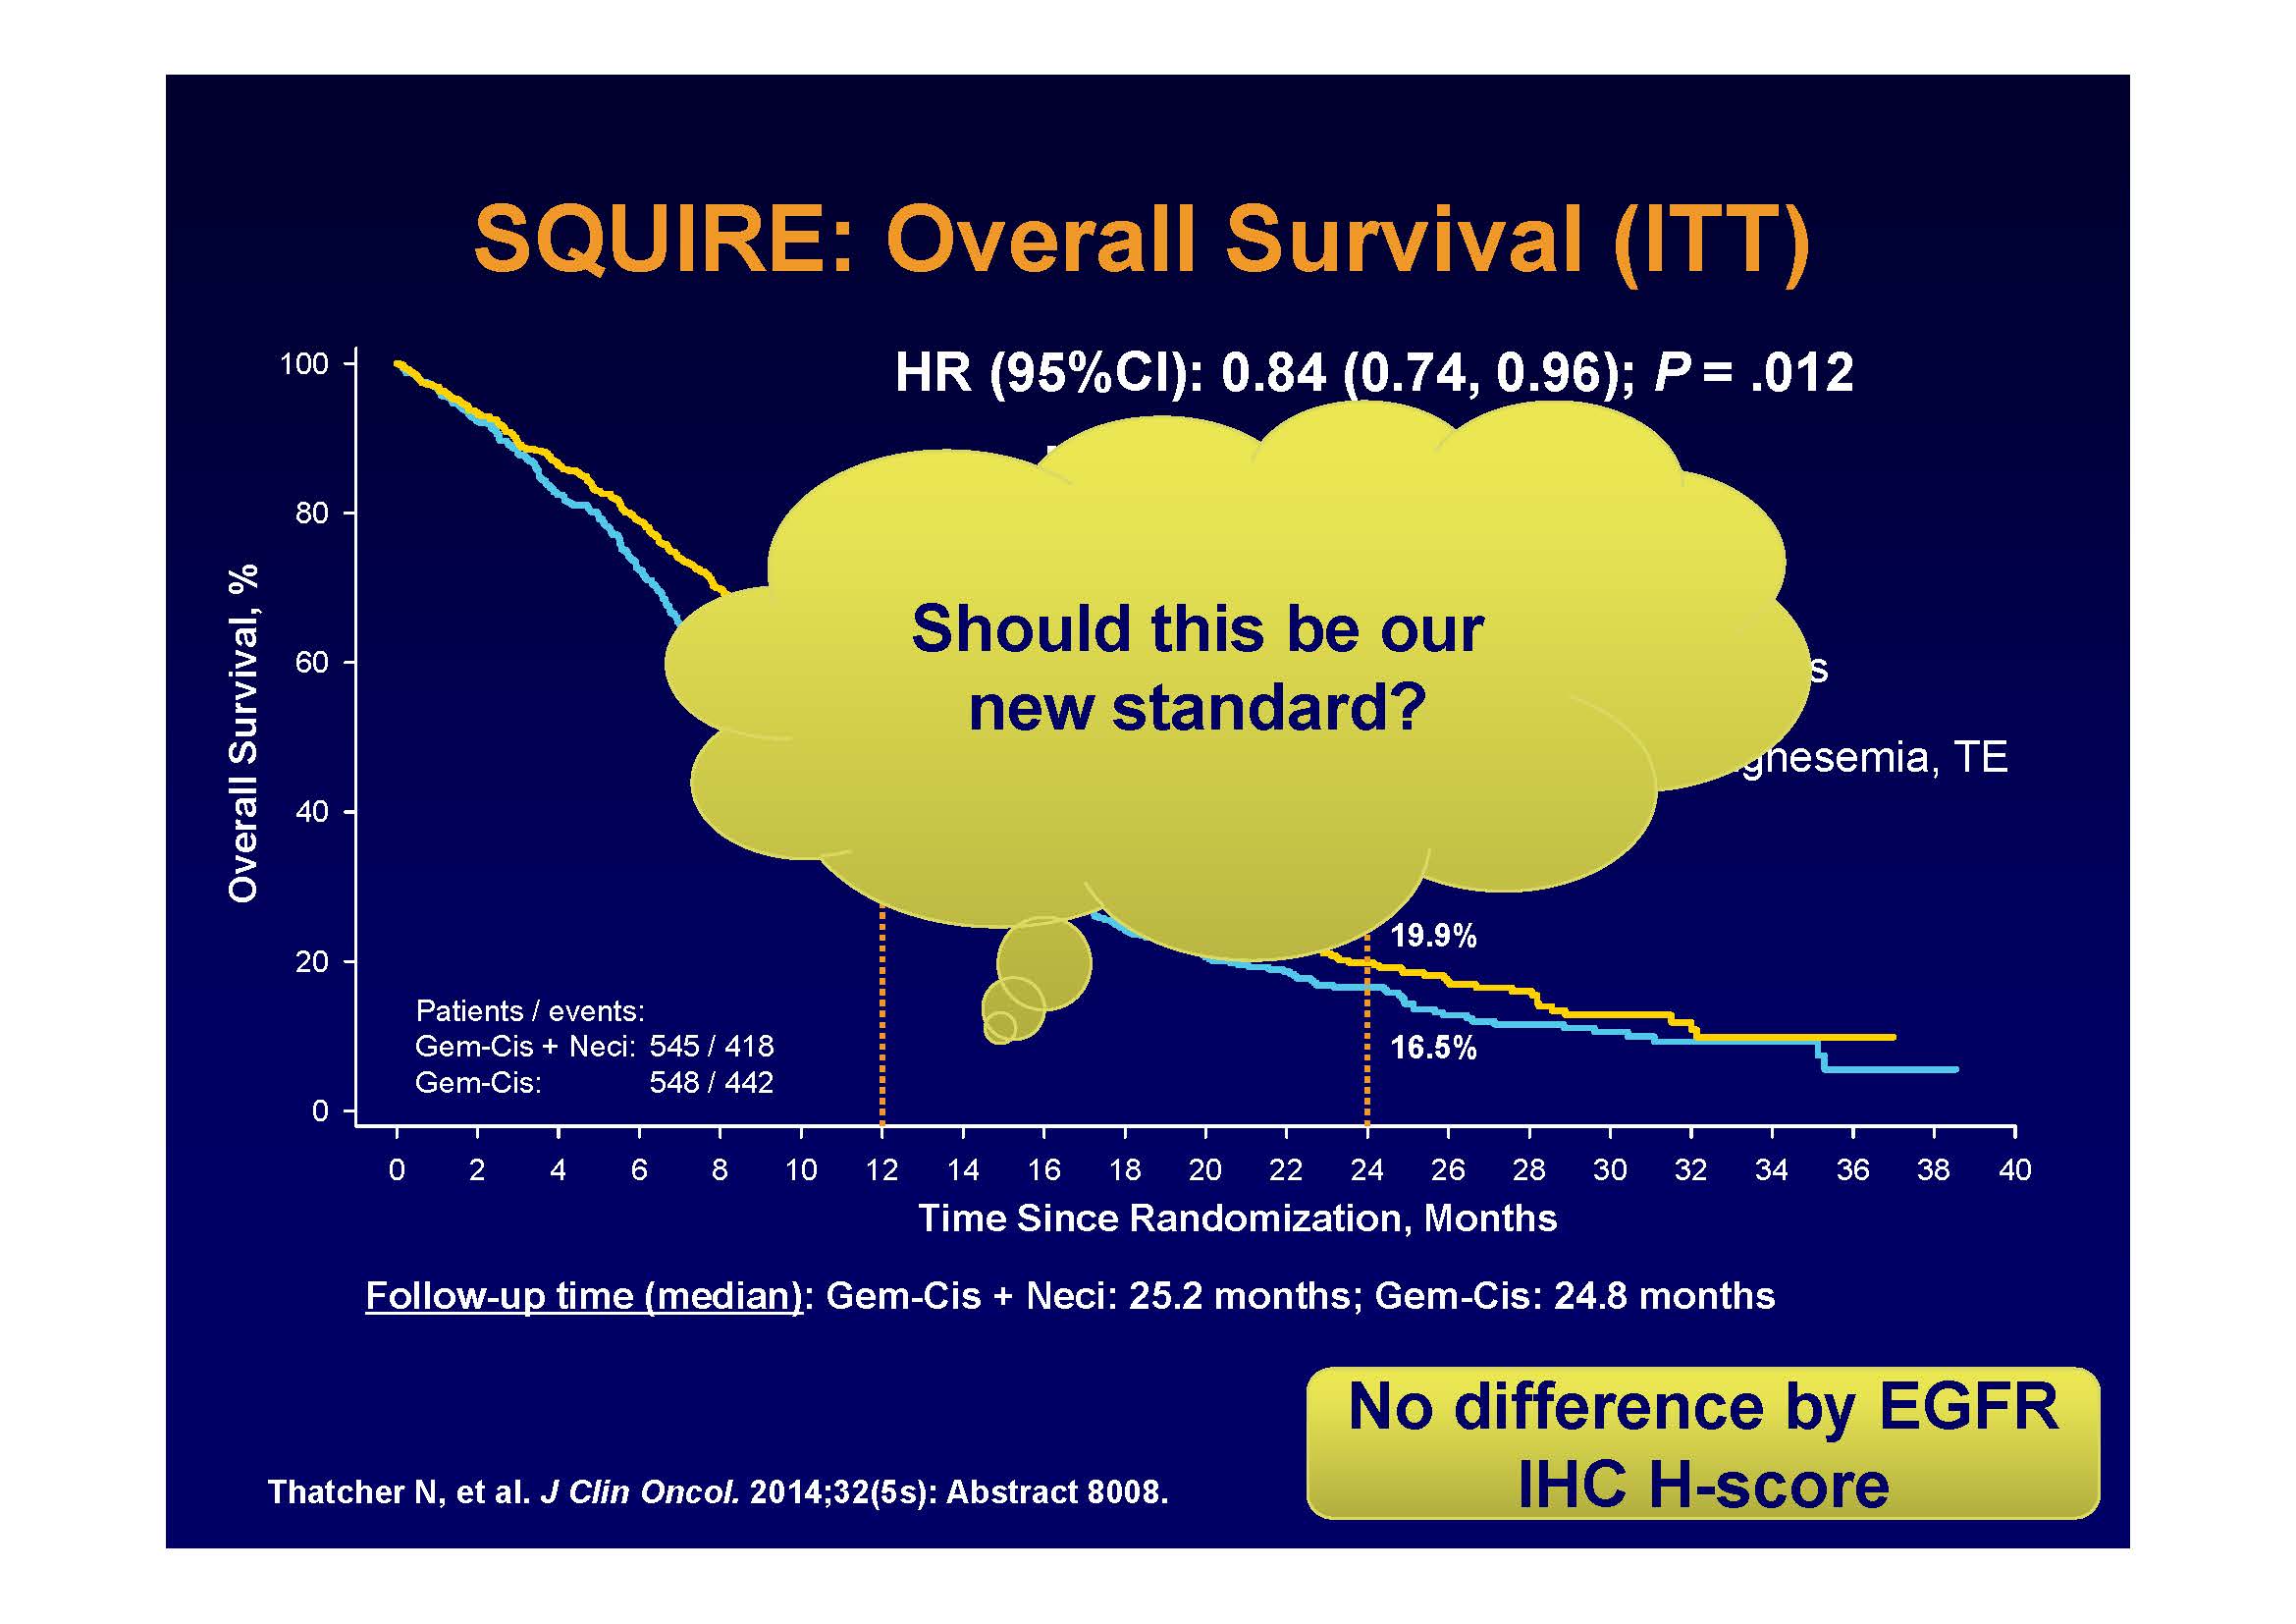 SQUIRE: Overall Survival (ITT)
HR (95%CI): 0.84 (0.74, 0.96); P = .012
Should this be our
new standard?
TE
Overall Survival, %
100
80
60
40
20
0
19.9%
16.5%
Patients / events:
Gem-Cis + Neci: 545 / 418
Gem-Cis: 548 / 442
0 2 4 6 8 10 12 14 16 18 20 22 24 26 28 30 32 34 36 38 40
Time Since Randomization, Months
Follow-up time (median): Gem-Cis + Neci: 25.2 months; Gem-Cis: 24.8 months
No difference by EGFR
IHC H-score
Thatcher N, et al. J Clin Oncol. 2014;32(5s): Abstract 8008.